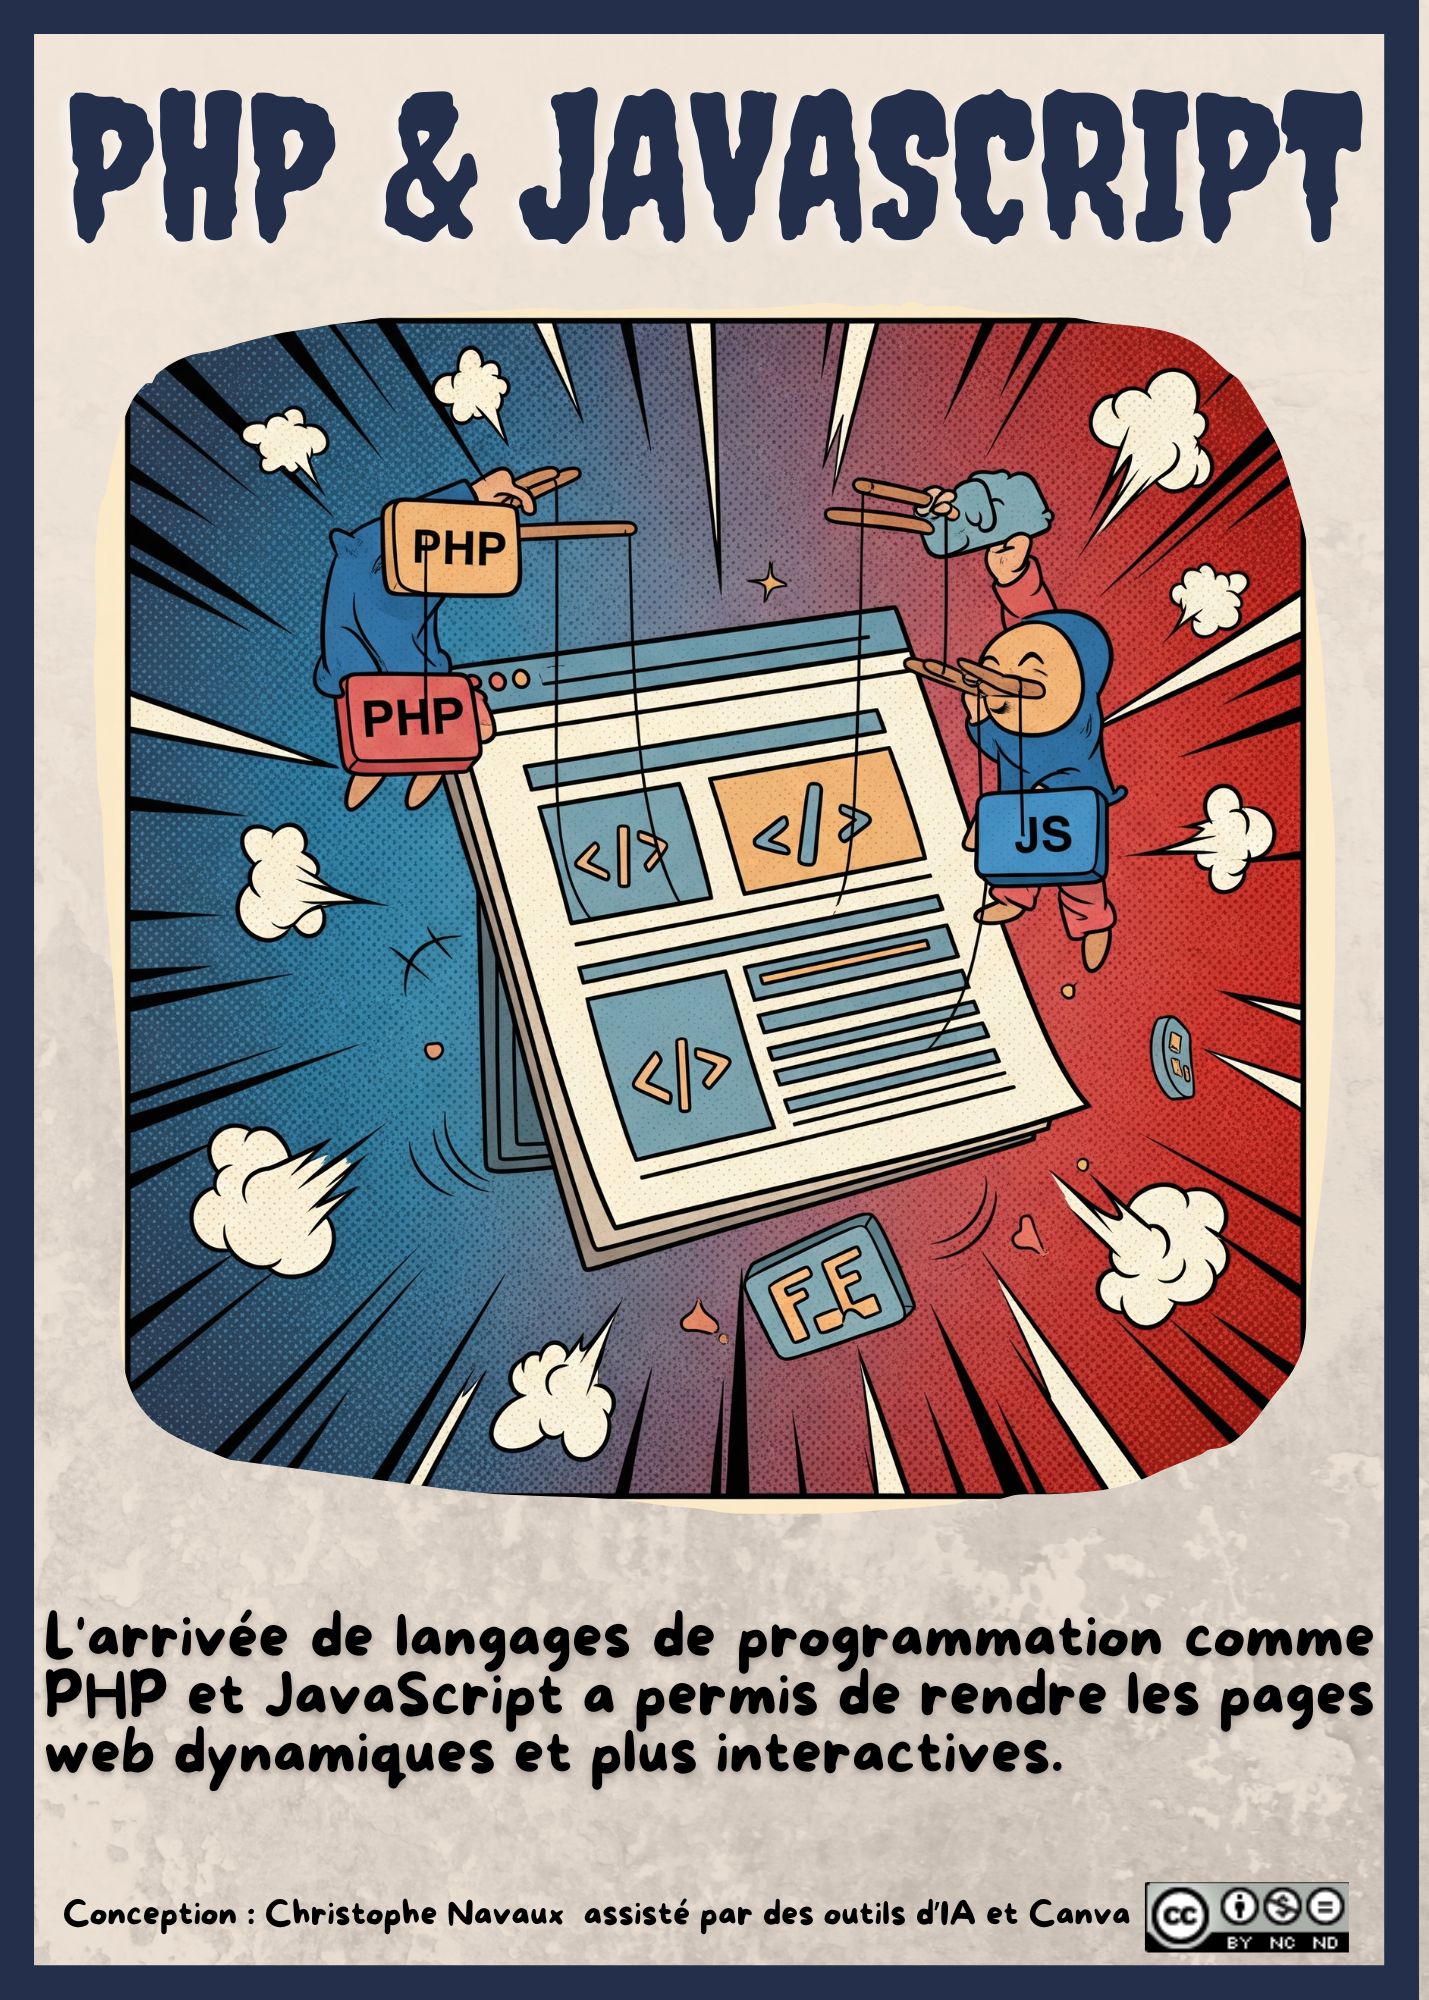 PHP & JAVASCRIPT
PHP
PHP
</>
</>
JS
</>
FE
L'arrivée de langages de programmation comme
PHP et JavaScript a permis de rendre les pages
web dynamiques et plus interactives.
Conception : Christophe Navaux assisté par des outils d'IA et Canva
cc
BY NC ND